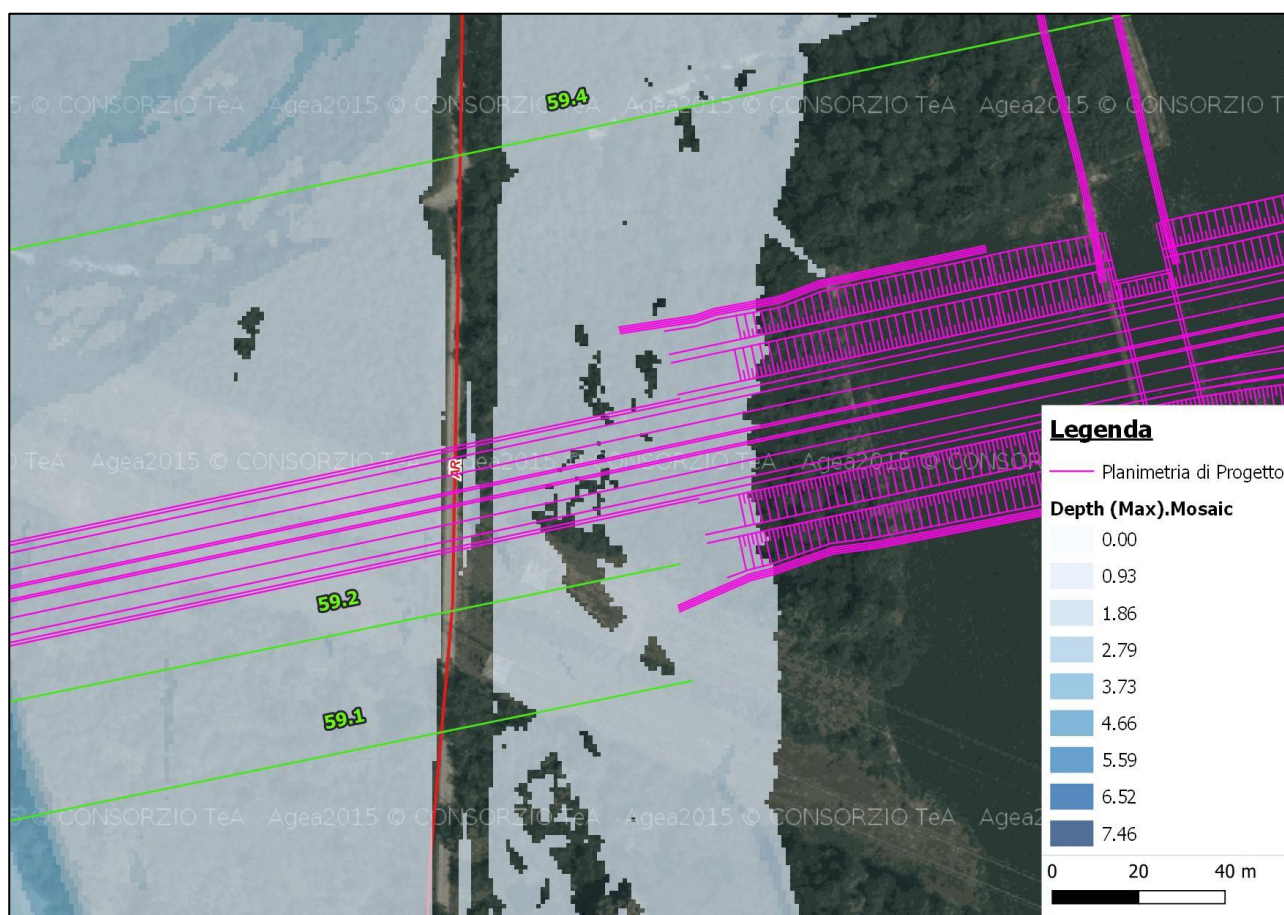 59.4
5 © CONSORZIO TeA Agea2015 © CONSORZIO TeA Agea2015 © CONSORZIO TeA Agea2015 © CONSORZIO TE
AR
ZIO TeA Agea2015 © CONSORZIO TeA Agea2015 © CONSORZIO TeA Agea2015 © CONSOR
59.2
59.1
5 © CONSORZIO TeA Agea2015 © CONSORZIO TeA Agea2015 © CONSORZIO TeA Agea2
Legenda
Planimetria di Progetto
Depth (Max).Mosaic
0.00
0.93
1.86
2.79
3.73
4.66
5.59
6.52
7.46
0 20 40 m